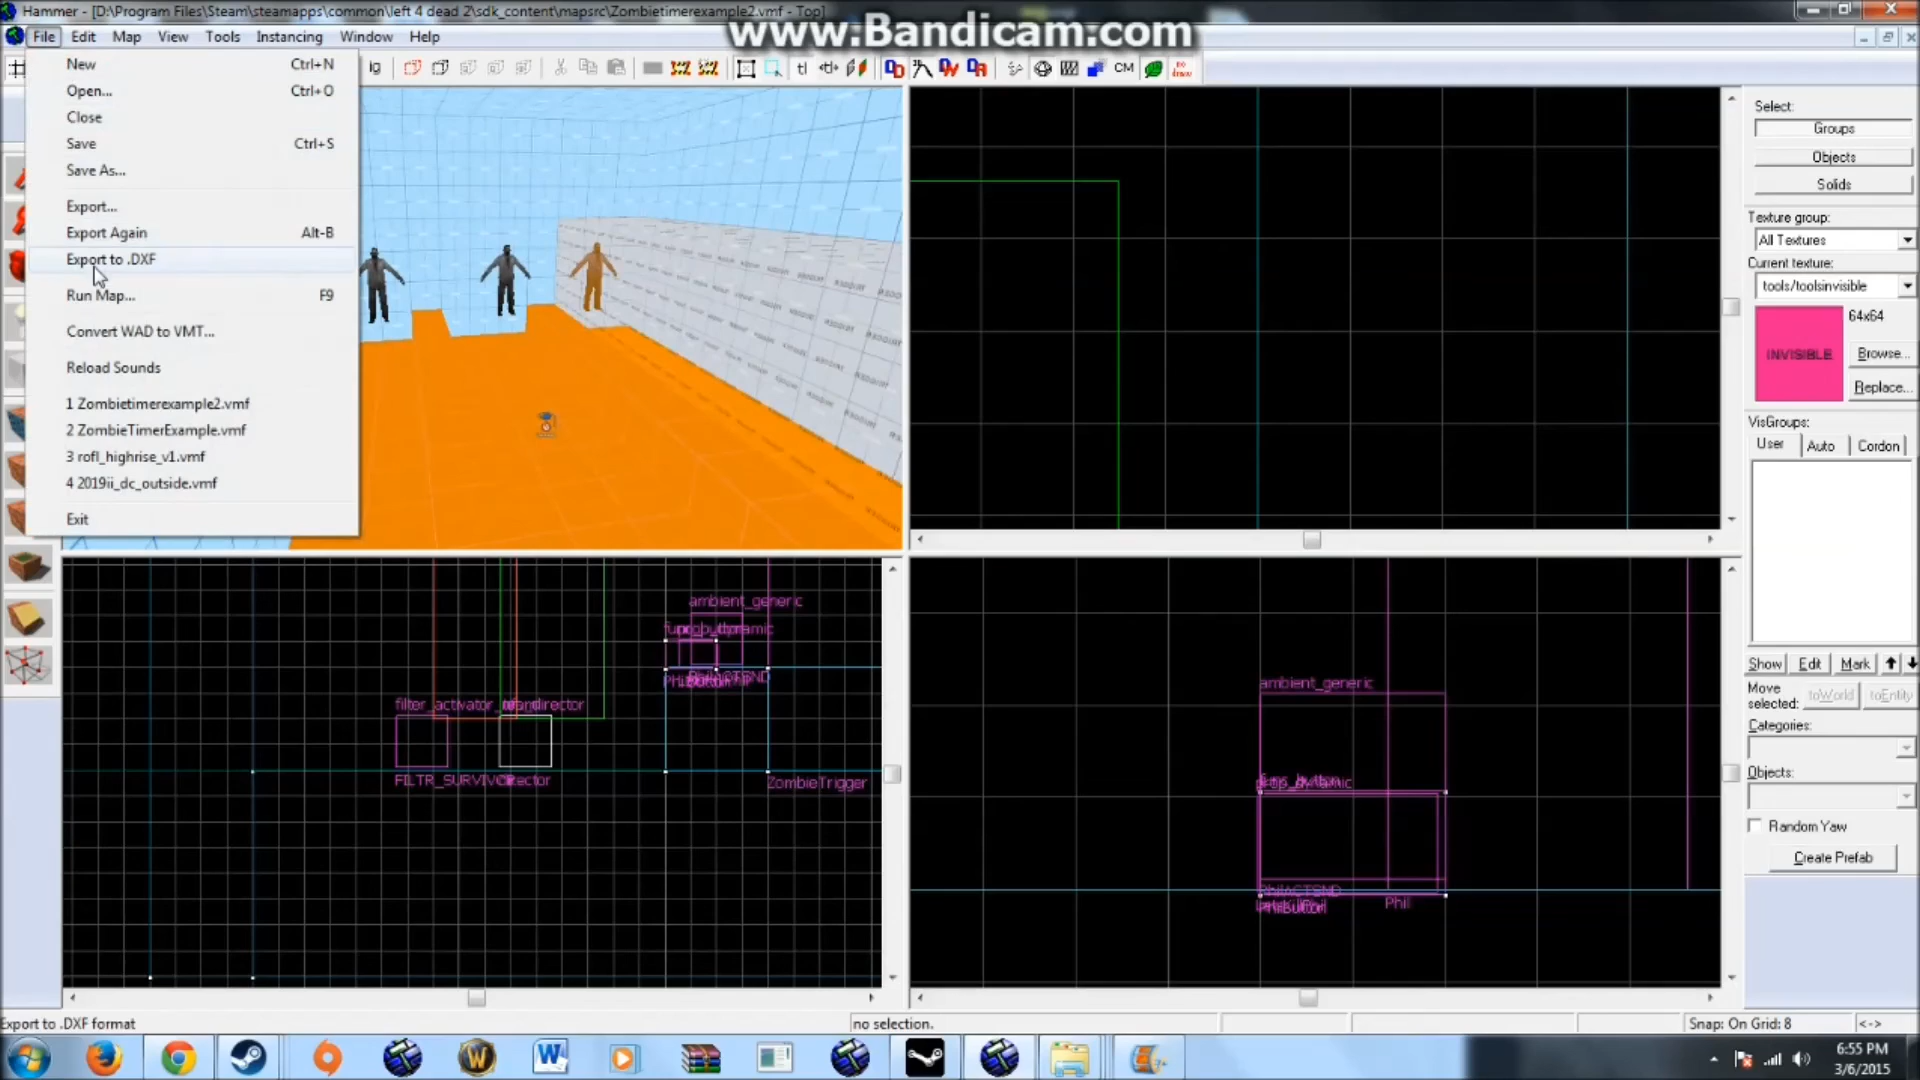 Hammer - [D:\Program Files\Steam\steamapps\common\left 4 dead 2\sdk_content\mapsrc\Zombietimerexample2.vmf - Top]
www.Bandicam.com
File Edit Map View Tools Instancing Window Help
New Ctrl+N
Open... Ctrl+O
Close
Save Ctrl+S
Save As...
Export...
Export Again Alt-B
Export to .DXF
Run Map... F9
Convert WAD to VMT...
Reload Sounds
1 Zombietimerexample2.vmf
2 ZombieTimerExample.vmf
3 rofl_highrise_v1.vmf
4 2019ii_dc_outside.vmf
Exit
ig
tl
CM
Select:
Groups
Objects
Solids
Texture group:
All Textures
Current texture:
tools/toolsinvisible
INVISIBLE
64x64
Browse...
Replace...
VisGroups:
User Auto Cordon
Show Edit Mark
Move selected:
toWorld toEntity
Categories:
Objects:
Random Yaw
Create Prefab
ambient_generic
FILTR_SURVIVOR
ZombieTrigger
ambient_generic
Phil
Export to .DXF format
no selection.
Snap: On Grid: 8 <->
6:55 PM
3/6/2015